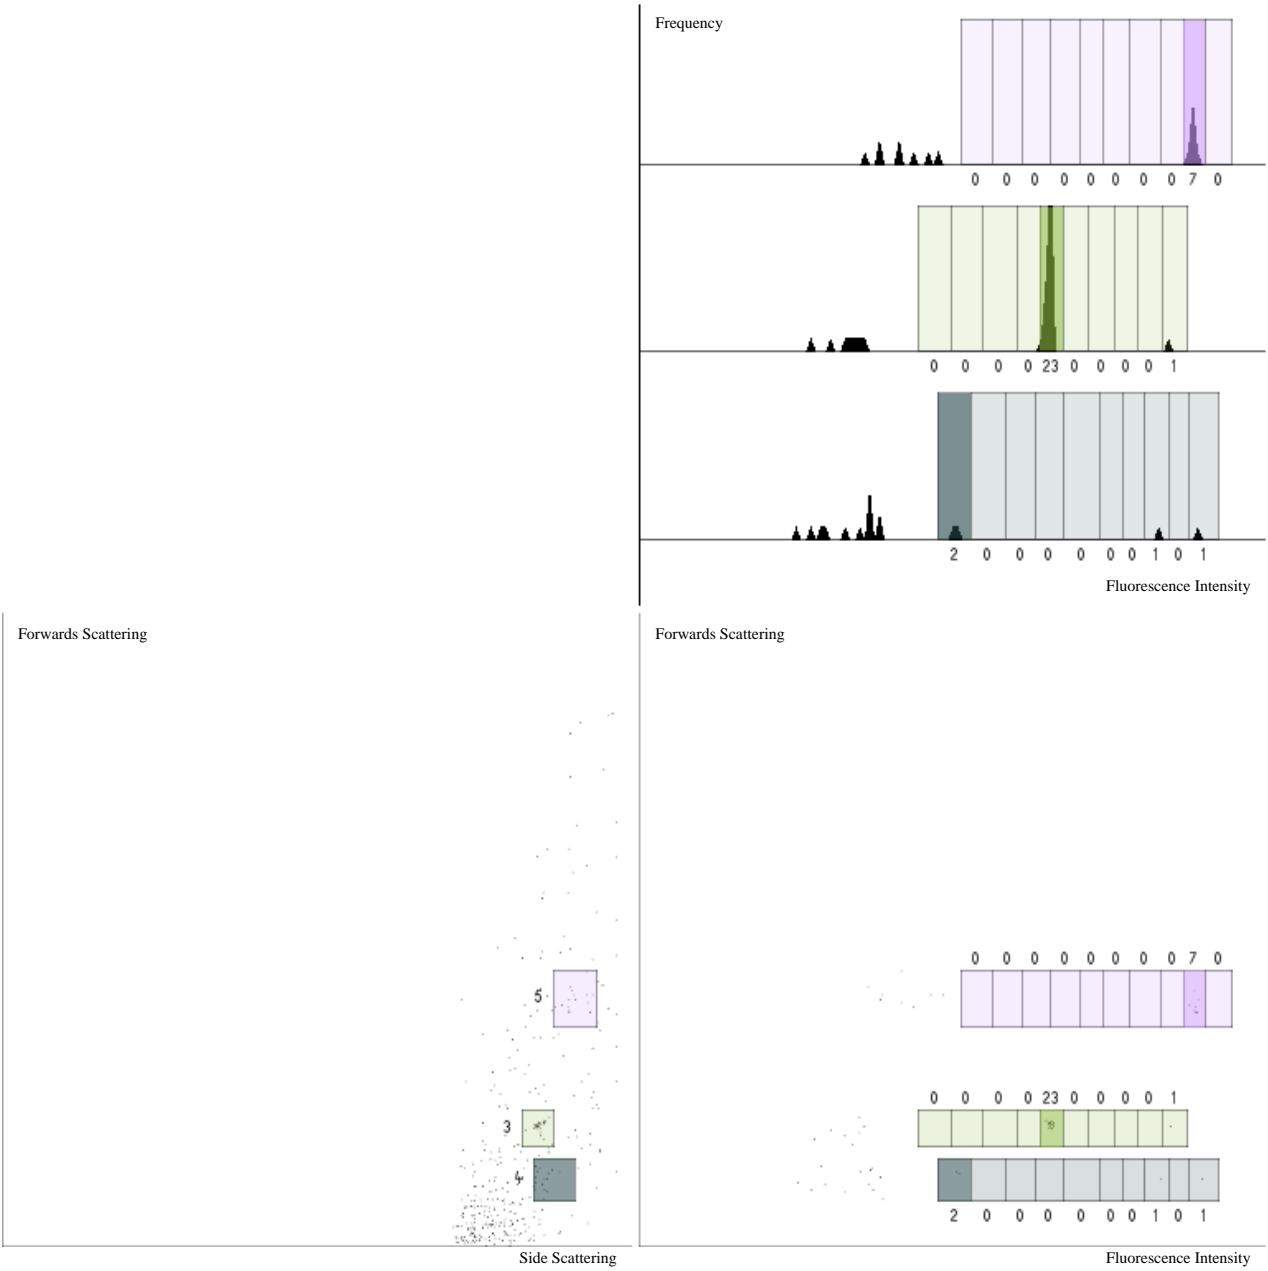 Frequency
0 0 0 0 0 0 0 0 7 0
0 0 0 0 23 0 0 0 0 1
2 0 0 0 0 0 0 1 0 1
Fluorescence Intensity
Forwards Scattering
5
3
4
Side Scattering
Forwards Scattering
0 0 0 0 0 0 0 0 7 0
0 0 0 0 23 0 0 0 0 1
2 0 0 0 0 0 0 1 0 1
Fluorescence Intensity